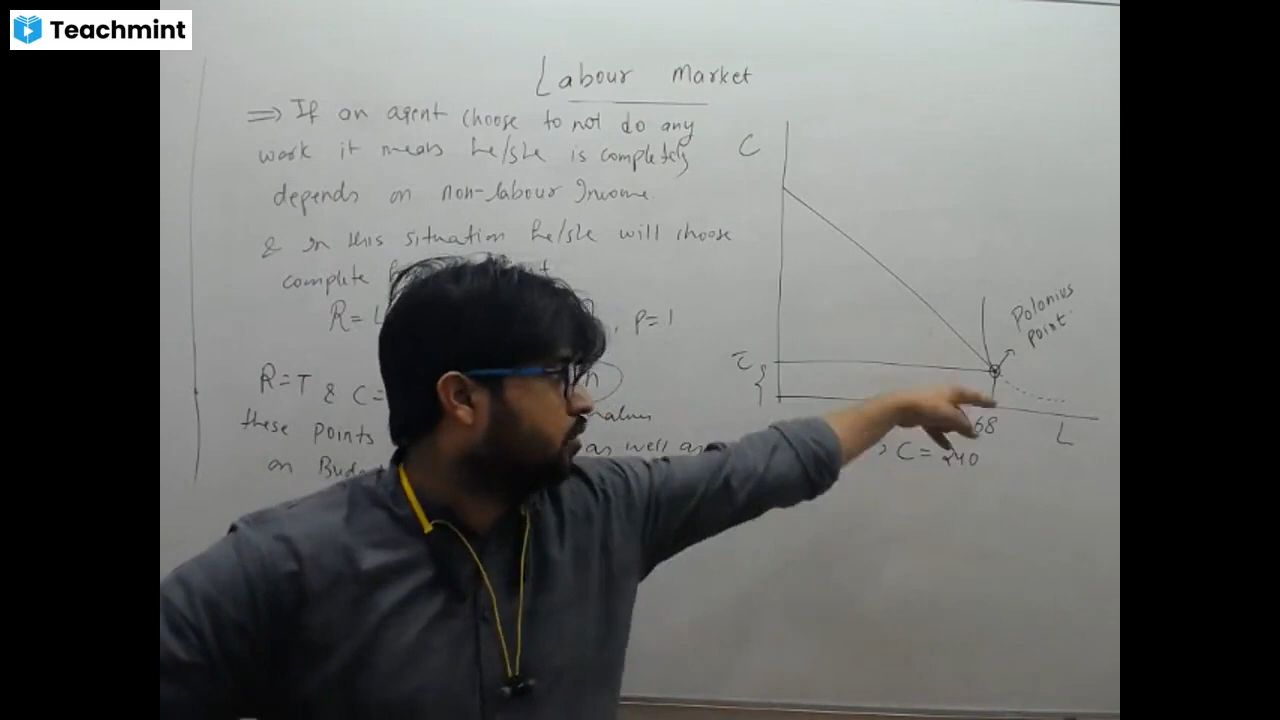 Teachmint
Labour Market
⇒ If an agent choose to not do any
work it means he/she is completely
depends on non-labour Income.
& in this situation he/she will choose
complete
R= L , P=1
R=T & C=
these points values
on as well as
C
Polonius
point.
68
L
, C = 240